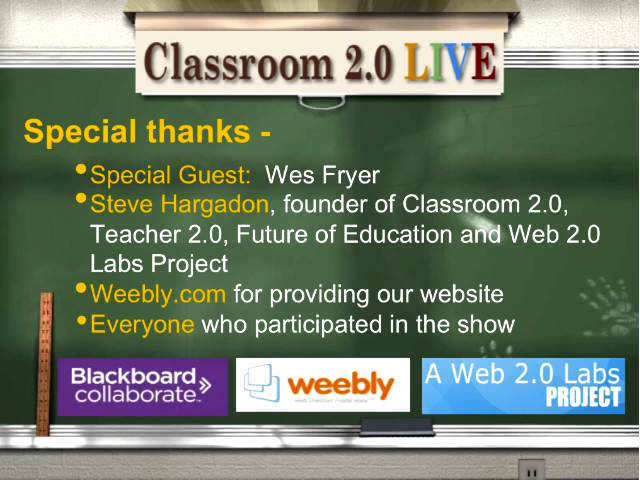 Classroom 2.0 LIVE
Special thanks -
•Special Guest:  Wes Fryer
•Steve Hargadon, founder of Classroom 2.0,
Teacher 2.0, Future of Education and Web 2.0
Labs Project
•Weebly.com for providing our website
•Everyone who participated in the show
Blackboard
collaborate™
weebly
web creation made easy
A Web 2.0 Labs
PROJECT